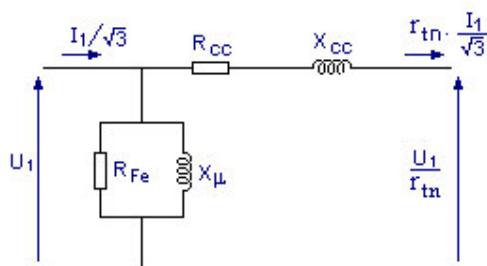 I1/√3
Rcc
Xcc
rtn · I1/√3
U1
RFe
Xμ
U1/rtn